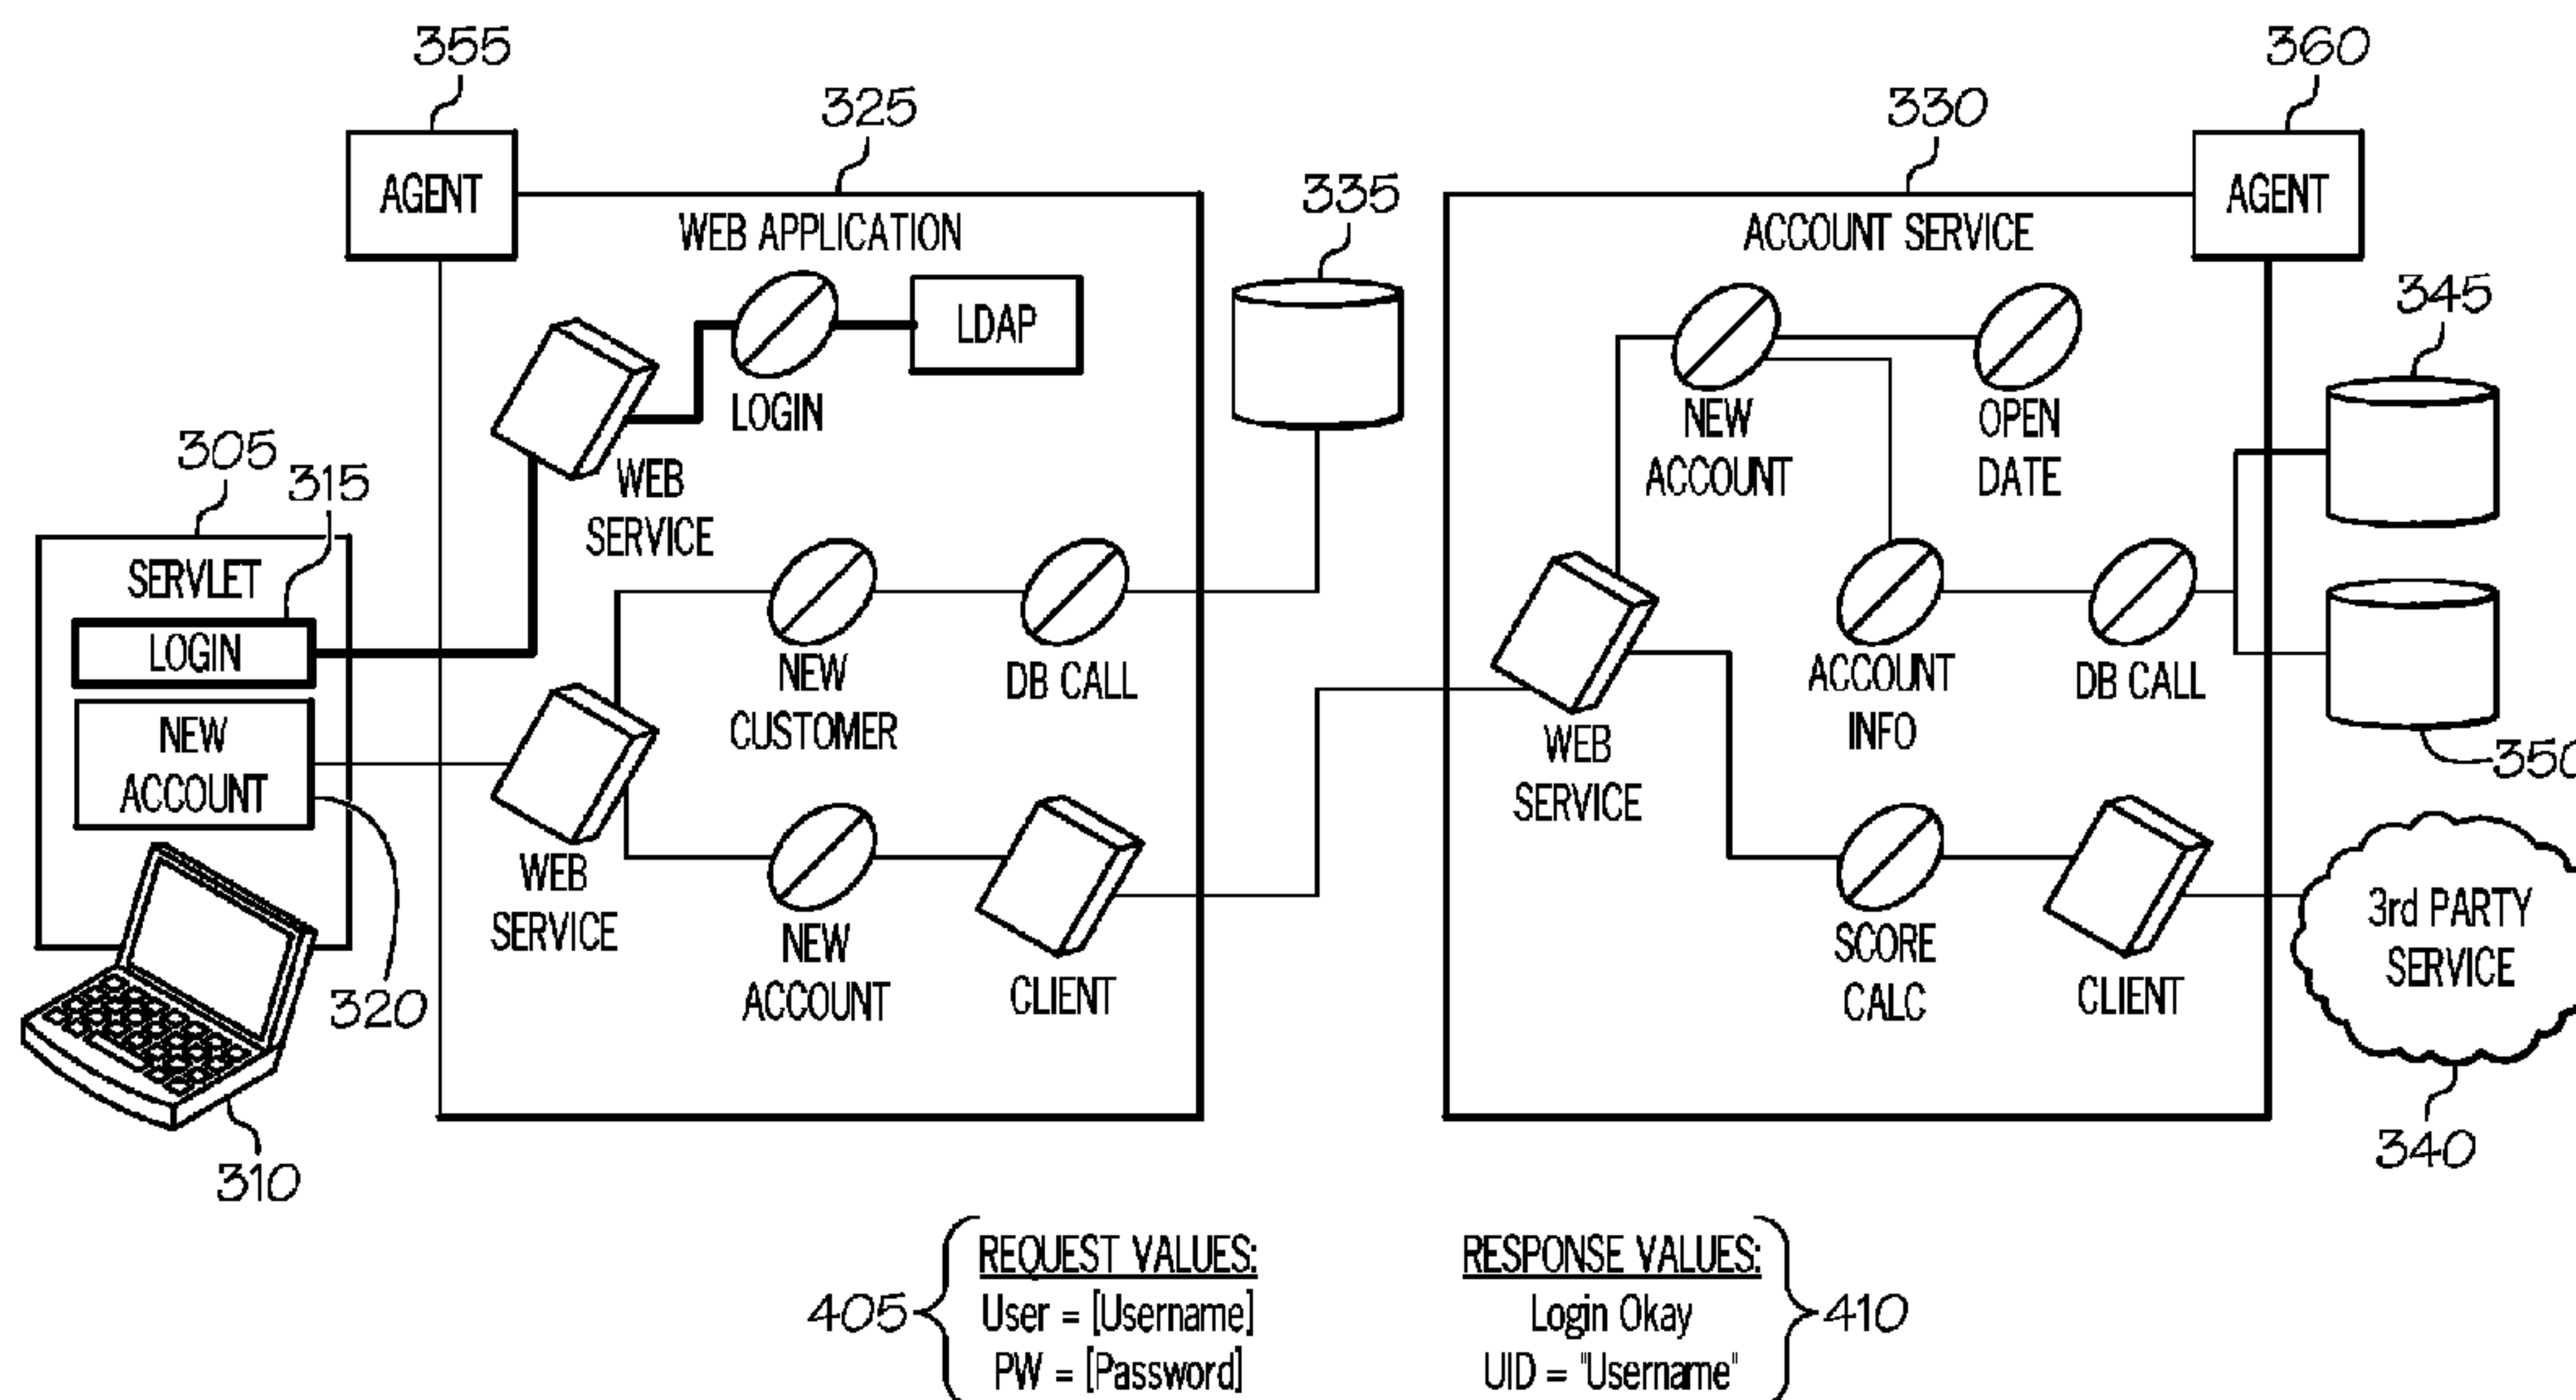 355
360
325
330
AGENT
AGENT
335
WEB APPLICATION
ACCOUNT SERVICE
345
LDAP
LOGIN
NEW
ACCOUNT
OPEN
DATE
305
315
WEB
SERVICE
SERVLET
LOGIN
NEW
CUSTOMER
DB CALL
ACCOUNT
INFO
DB CALL
NEW
ACCOUNT
WEB
SERVICE
350
WEB
SERVICE
NEW
ACCOUNT
CLIENT
SCORE
CALC
CLIENT
3rd PARTY
SERVICE
320
310
340
405
REQUEST VALUES:
User = [Username]
PW = [Password]
RESPONSE VALUES:
Login Okay
UID = "Username"
410